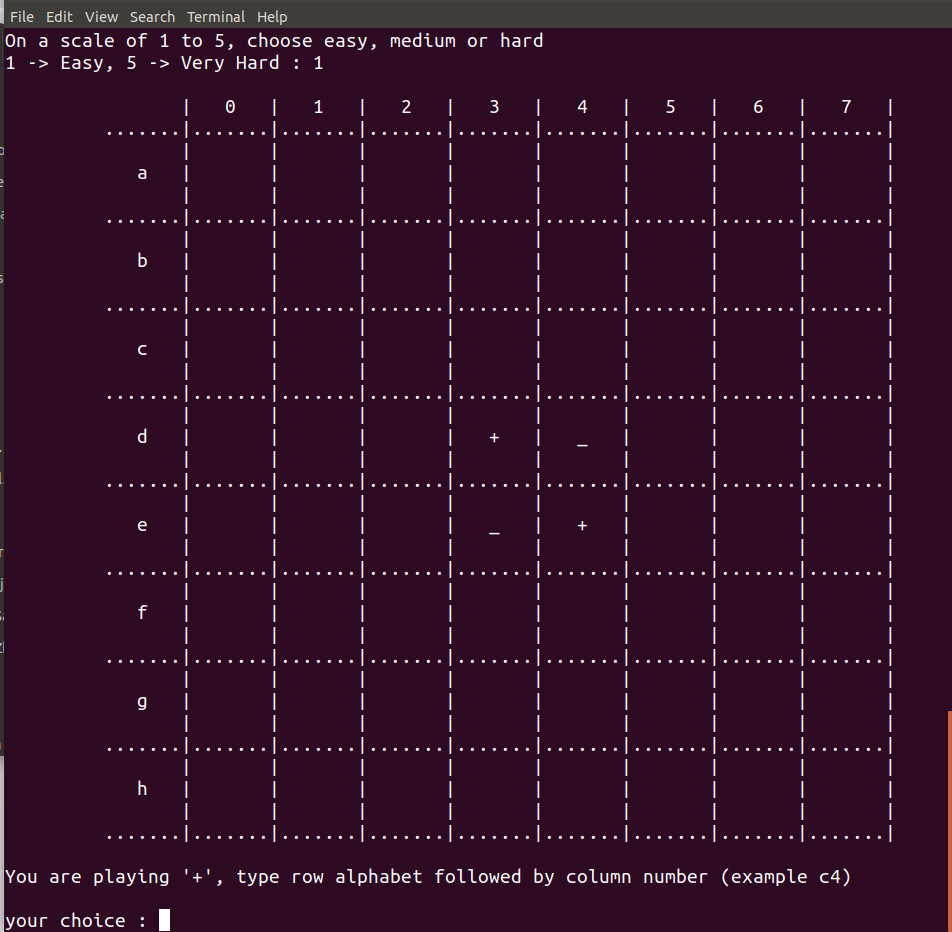 File Edit View Search Terminal Help
On a scale of 1 to 5, choose easy, medium or hard
1 -> Easy, 5 -> Very Hard : 1
| 0 | 1 | 2 | 3 | 4 | 5 | 6 | 7 |
.......|.......|.......|.......|.......|.......|.......|.......|.......|
| | | | | | | | |
a | | | | | | | | |
| | | | | | | | |
.......|.......|.......|.......|.......|.......|.......|.......|.......|
| | | | | | | | |
b | | | | | | | | |
| | | | | | | | |
.......|.......|.......|.......|.......|.......|.......|.......|.......|
| | | | | | | | |
c | | | | | | | | |
| | | | | | | | |
.......|.......|.......|.......|.......|.......|.......|.......|.......|
| | | | | | | | |
d | | | | + | _ | | | |
| | | | | | | | |
.......|.......|.......|.......|.......|.......|.......|.......|.......|
| | | | | | | | |
e | | | | _ | + | | | |
| | | | | | | | |
.......|.......|.......|.......|.......|.......|.......|.......|.......|
| | | | | | | | |
f | | | | | | | | |
| | | | | | | | |
.......|.......|.......|.......|.......|.......|.......|.......|.......|
| | | | | | | | |
g | | | | | | | | |
| | | | | | | | |
.......|.......|.......|.......|.......|.......|.......|.......|.......|
| | | | | | | | |
h | | | | | | | | |
| | | | | | | | |
.......|.......|.......|.......|.......|.......|.......|.......|.......|
You are playing '+', type row alphabet followed by column number (example c4)
your choice :